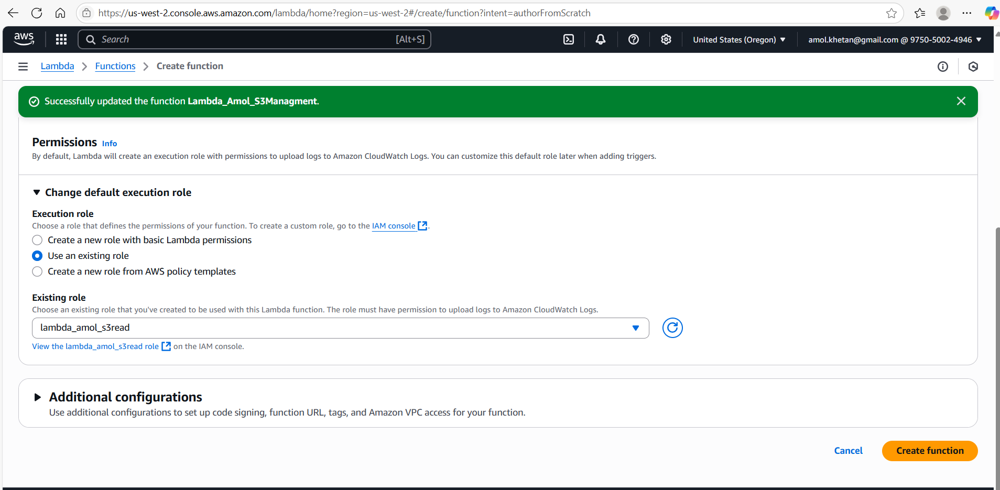 https://us-west-2.console.aws.amazon.com/lambda/home?region=us-west-2#/create/function?intent=authorFromScratch
aws
Search
[Alt+S]
United States (Oregon)
amol.khetan@gmail.com @ 9750-5002-4946
Lambda > Functions > Create function
Successfully updated the function Lambda_Amol_S3Managment.
Permissions Info
By default, Lambda will create an execution role with permissions to upload logs to Amazon CloudWatch Logs. You can customize this default role later when adding triggers.
Change default execution role
Execution role
Choose a role that defines the permissions of your function. To create a custom role, go to the IAM console.
Create a new role with basic Lambda permissions
Use an existing role
Create a new role from AWS policy templates
Existing role
Choose an existing role that you've created to be used with this Lambda function. The role must have permission to upload logs to Amazon CloudWatch Logs.
lambda_amol_s3read
View the lambda_amol_s3read role on the IAM console.
Additional configurations
Use additional configurations to set up code signing, function URL, tags, and Amazon VPC access for your function.
Cancel
Create function